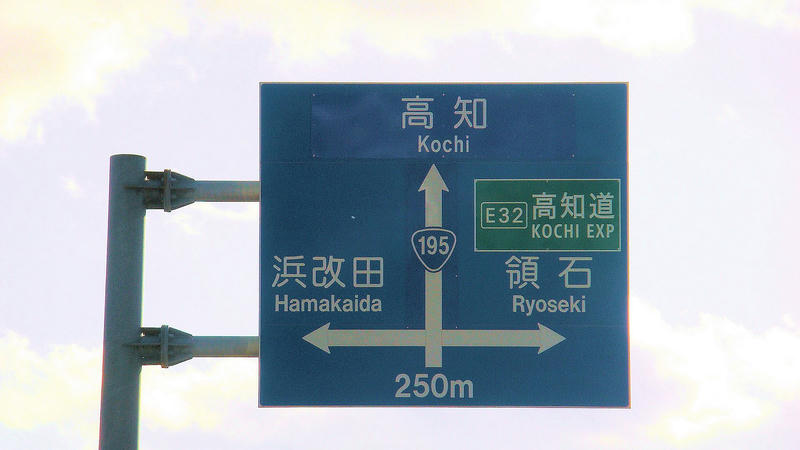 高知
Kochi
E32 高知道
KOCHI EXP
195
浜改田
Hamakaida
領石
Ryoseki
250m